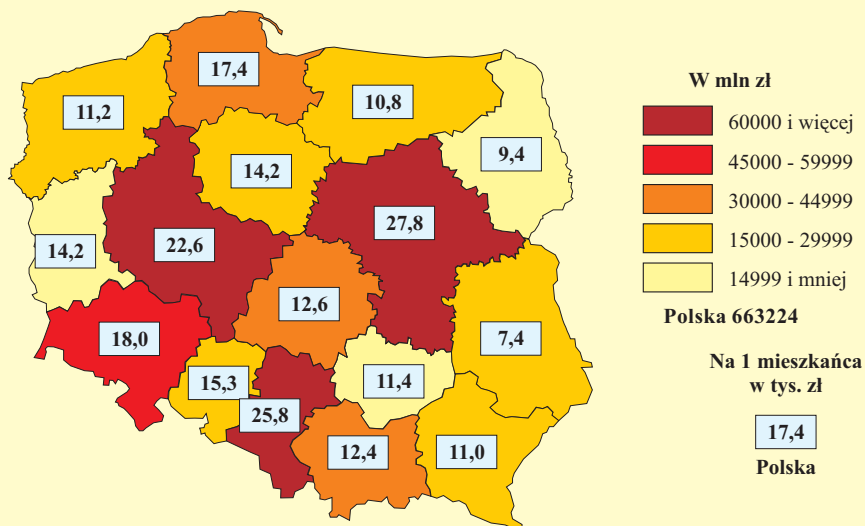 17,4
11,2
10,8
9,4
14,2
27,8
22,6
14,2
12,6
18,0
7,4
15,3
11,4
25,8
12,4
11,0
W mln zł
60000 i więcej
45000 - 59999
30000 - 44999
15000 - 29999
14999 i mniej
Polska 663224
Na 1 mieszkańca
w tys. zł
17,4
Polska